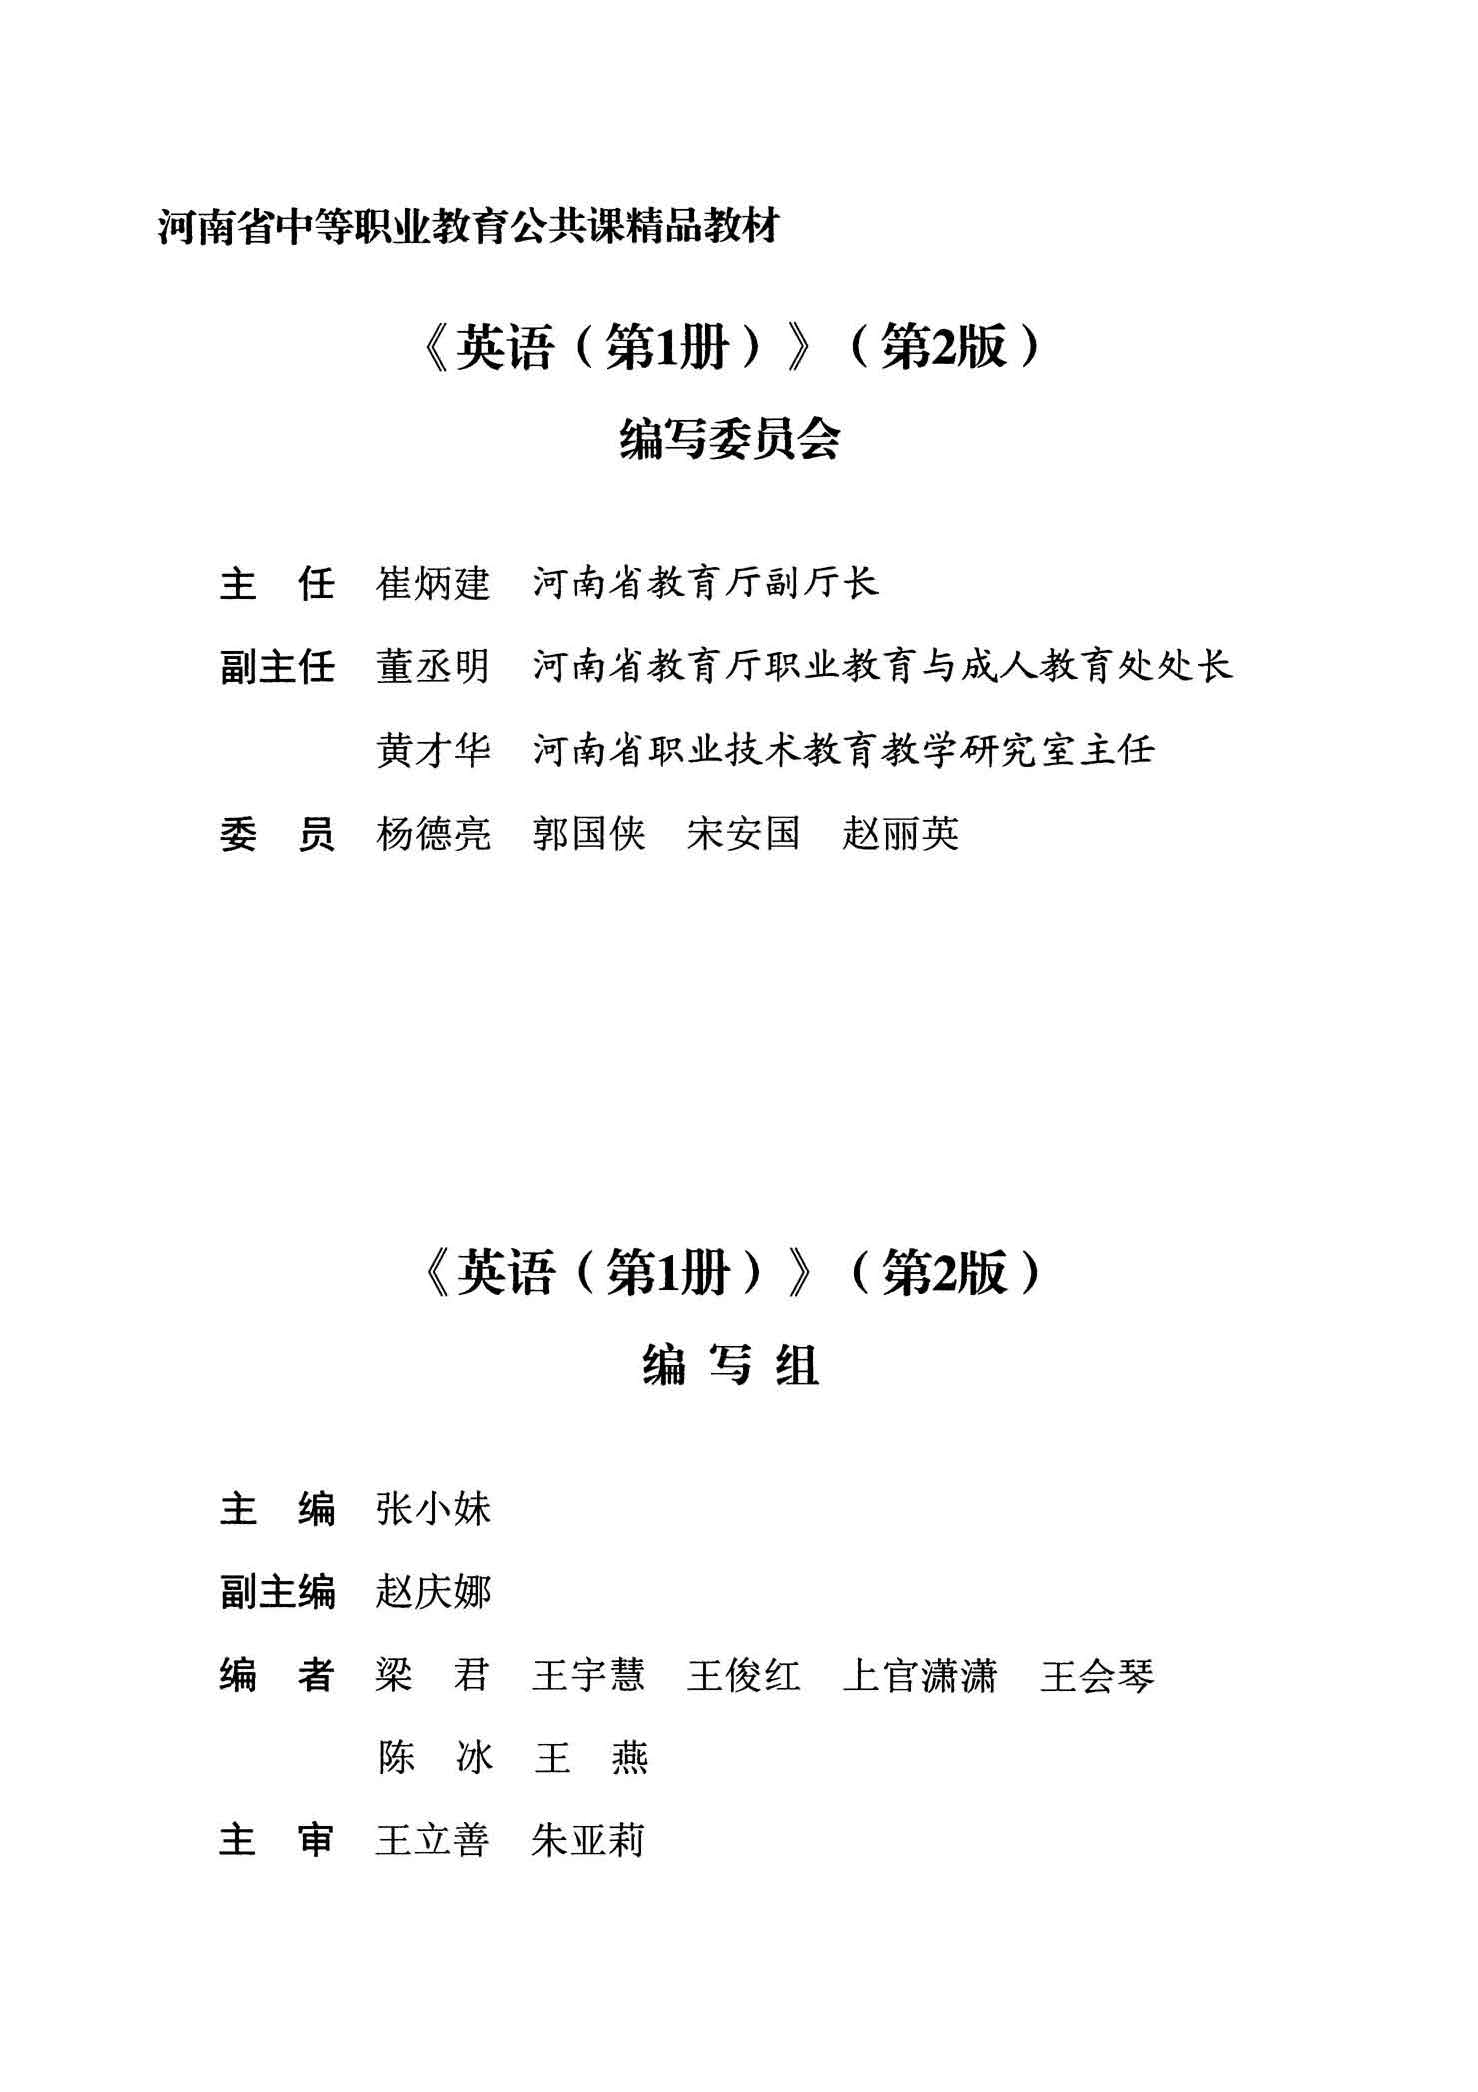 河南省中等职业教育公共课精品教材
《英语（第1册）》（第2版）
编写委员会
主　任　崔炳建　河南省教育厅副厅长
副主任　董丞明　河南省教育厅职业教育与成人教育处处长
黄才华　河南省职业技术教育教学研究室主任
委　员　杨德亮　郭国侠　宋安国　赵丽英
《英语（第1册）》（第2版）
编 写 组
主　编　张小妹
副主编　赵庆娜
编　者　梁　君　王宇慧　王俊红　上官潇潇　王会琴
陈　冰　王　燕
主　审　王立善　朱亚莉